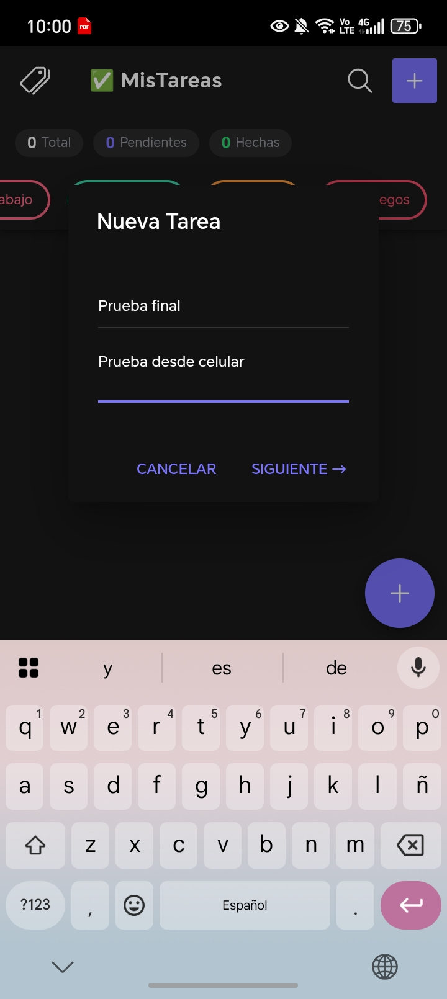 10:00 PDF Vo LTE 4G 75
✅ MisTareas
0 Total 0 Pendientes 0 Hechas
abajo egos
Nueva Tarea
Prueba final
Prueba desde celular
CANCELAR SIGUIENTE →
y es de
q1 w2 e3 r4 t5 y6 u7 i8 o9 p0
a s d f g h j k l ñ
z x c v b n m
?123 , Español .